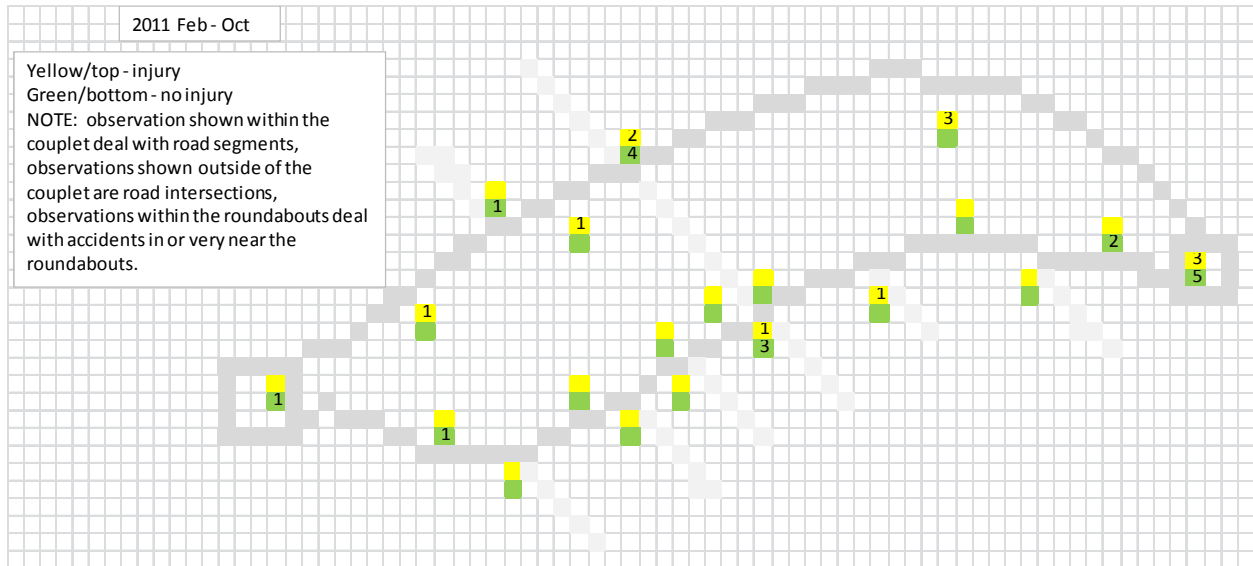 2011 Feb - Oct
Yellow/top - injury
Green/bottom - no injury
NOTE: observation shown within the
couplet deal with road segments,
observations shown outside of the
couplet are road intersections,
observations within the roundabouts deal
with accidents in or very near the
roundabouts.
3
2
4
1
1
2
3
5
1
1
1
3
1
1